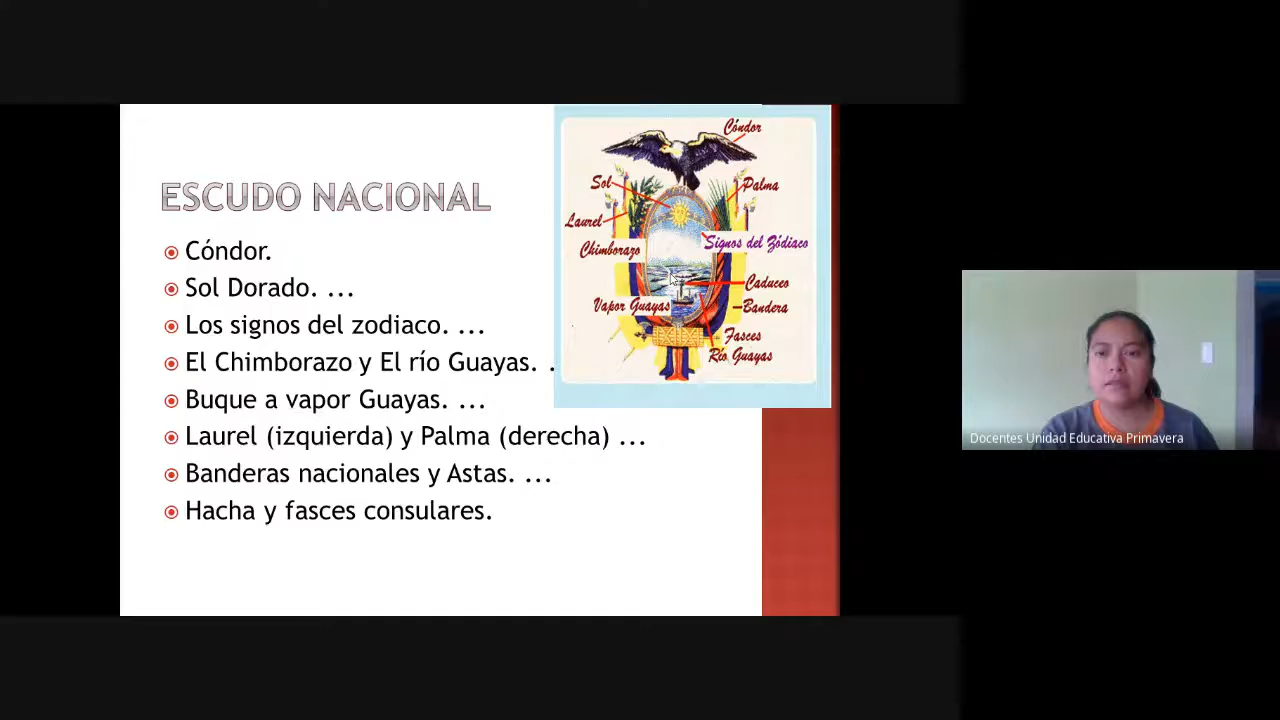 ESCUDO NACIONAL
Cóndor.
Sol Dorado. ...
Los signos del zodiaco. ...
El Chimborazo y El río Guayas. .
Buque a vapor Guayas. ...
Laurel (izquierda) y Palma (derecha) ...
Banderas nacionales y Astas. ...
Hacha y fasces consulares.
Cóndor
Sol
Palma
Laurel
Signos del Zódiaco
Chimborazo
Caduceo
Vapor Guayas
Bandera
Fasces
Río Guayas
Docentes Unidad Educativa Primavera